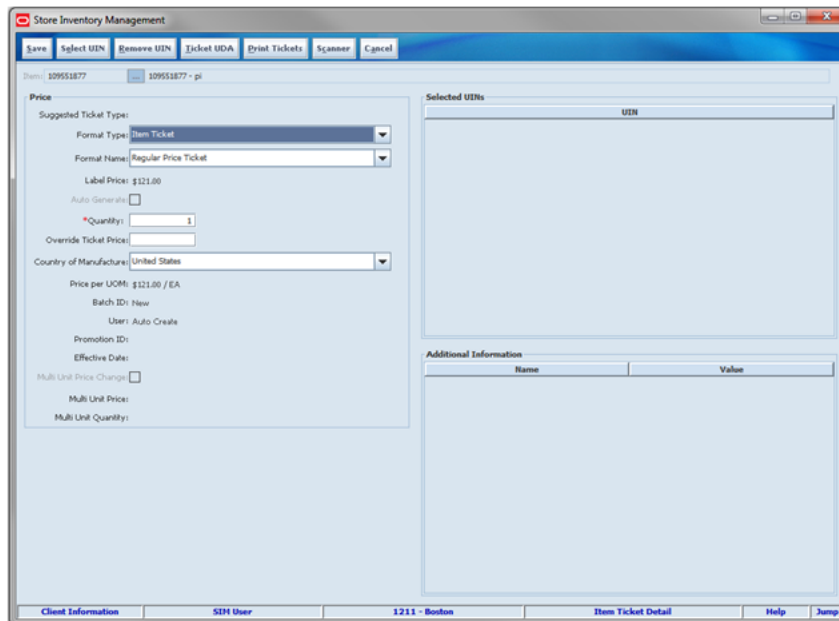 Store Inventory Management
Save Select UIN Remove UIN Ticket UDA Print Tickets Scanner Cancel
Item: 109551877 ... 109551877 - pi
Price
Suggested Ticket Type:
Format Type: Item Ticket
Format Name: Regular Price Ticket
Label Price: $121.00
Auto Generate:
*Quantity: 1
Override Ticket Price:
Country of Manufacture: United States
Price per UOM: $121.00 / EA
Batch ID: New
User: Auto Create
Promotion ID:
Effective Date:
Multi Unit Price Change:
Multi Unit Price:
Multi Unit Quantity:
Selected UINs
UIN
Additional Information
Name Value
Client Information SIM User 1211 - Boston Item Ticket Detail Help Jump